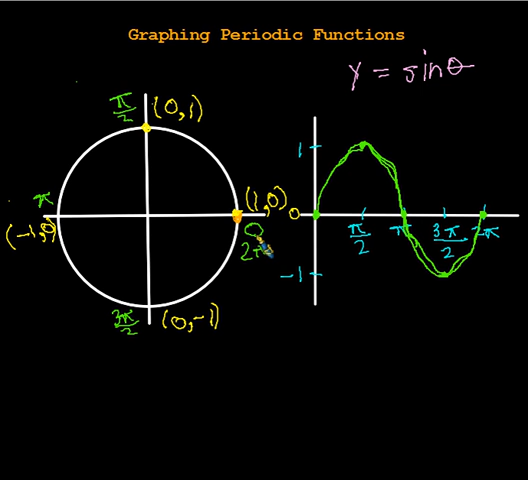 Graphing Periodic Functions
y = sinθ
π/2 (0,1)
1
π (1,0) 0
(-1,0) 0 π/2 π 3π/2 2π
2π
-1
3π/2 (0,-1)